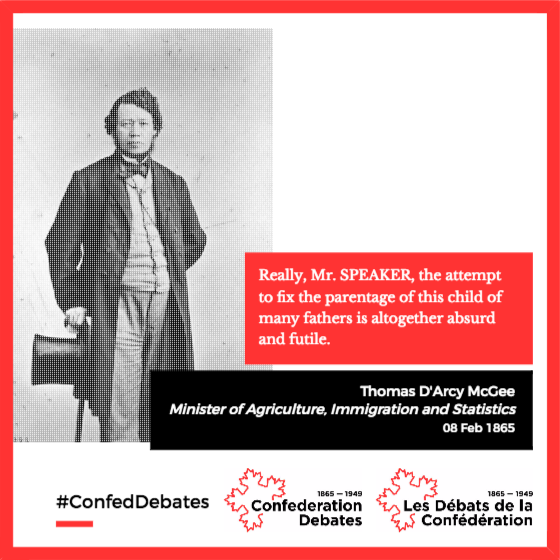 Really, Mr. SPEAKER, the attempt
to fix the parentage of this child of
many fathers is altogether absurd
and futile.
Thomas D'Arcy McGee
Minister of Agriculture, Immigration and Statistics
08 Feb 1865
#ConfedDebates
1865 — 1949
Confederation
Debates
1865 — 1949
Les Débats de la
Confédération